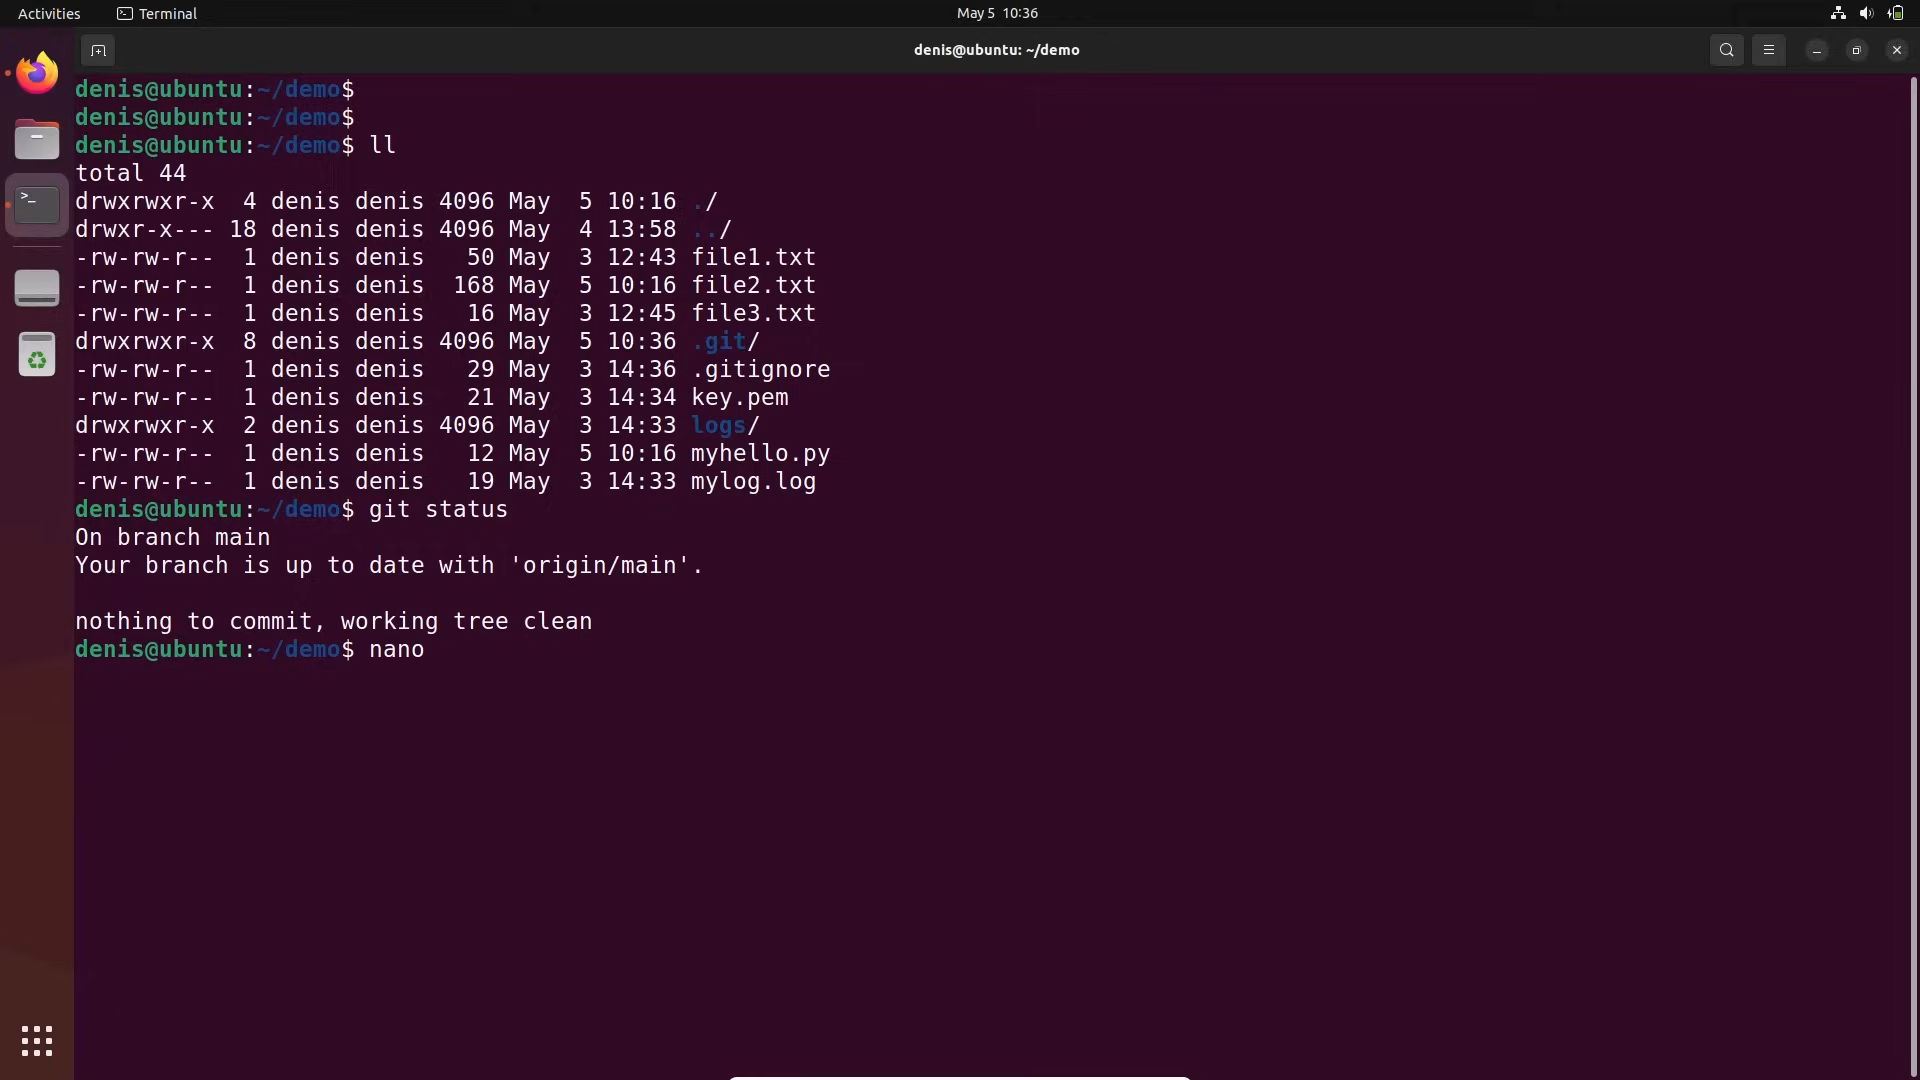 Activities Terminal May 5 10:36
denis@ubuntu: ~/demo
denis@ubuntu:~/demo$
denis@ubuntu:~/demo$
denis@ubuntu:~/demo$ ll
total 44
drwxrwxr-x  4 denis denis 4096 May  5 10:16 ./
drwxr-x--- 18 denis denis 4096 May  4 13:58 ../
-rw-rw-r--  1 denis denis   50 May  3 12:43 file1.txt
-rw-rw-r--  1 denis denis  168 May  5 10:16 file2.txt
-rw-rw-r--  1 denis denis   16 May  3 12:45 file3.txt
drwxrwxr-x  8 denis denis 4096 May  5 10:36 .git/
-rw-rw-r--  1 denis denis   29 May  3 14:36 .gitignore
-rw-rw-r--  1 denis denis   21 May  3 14:34 key.pem
drwxrwxr-x  2 denis denis 4096 May  3 14:33 logs/
-rw-rw-r--  1 denis denis   12 May  5 10:16 myhello.py
-rw-rw-r--  1 denis denis   19 May  3 14:33 mylog.log
denis@ubuntu:~/demo$ git status
On branch main
Your branch is up to date with 'origin/main'.
nothing to commit, working tree clean
denis@ubuntu:~/demo$ nano